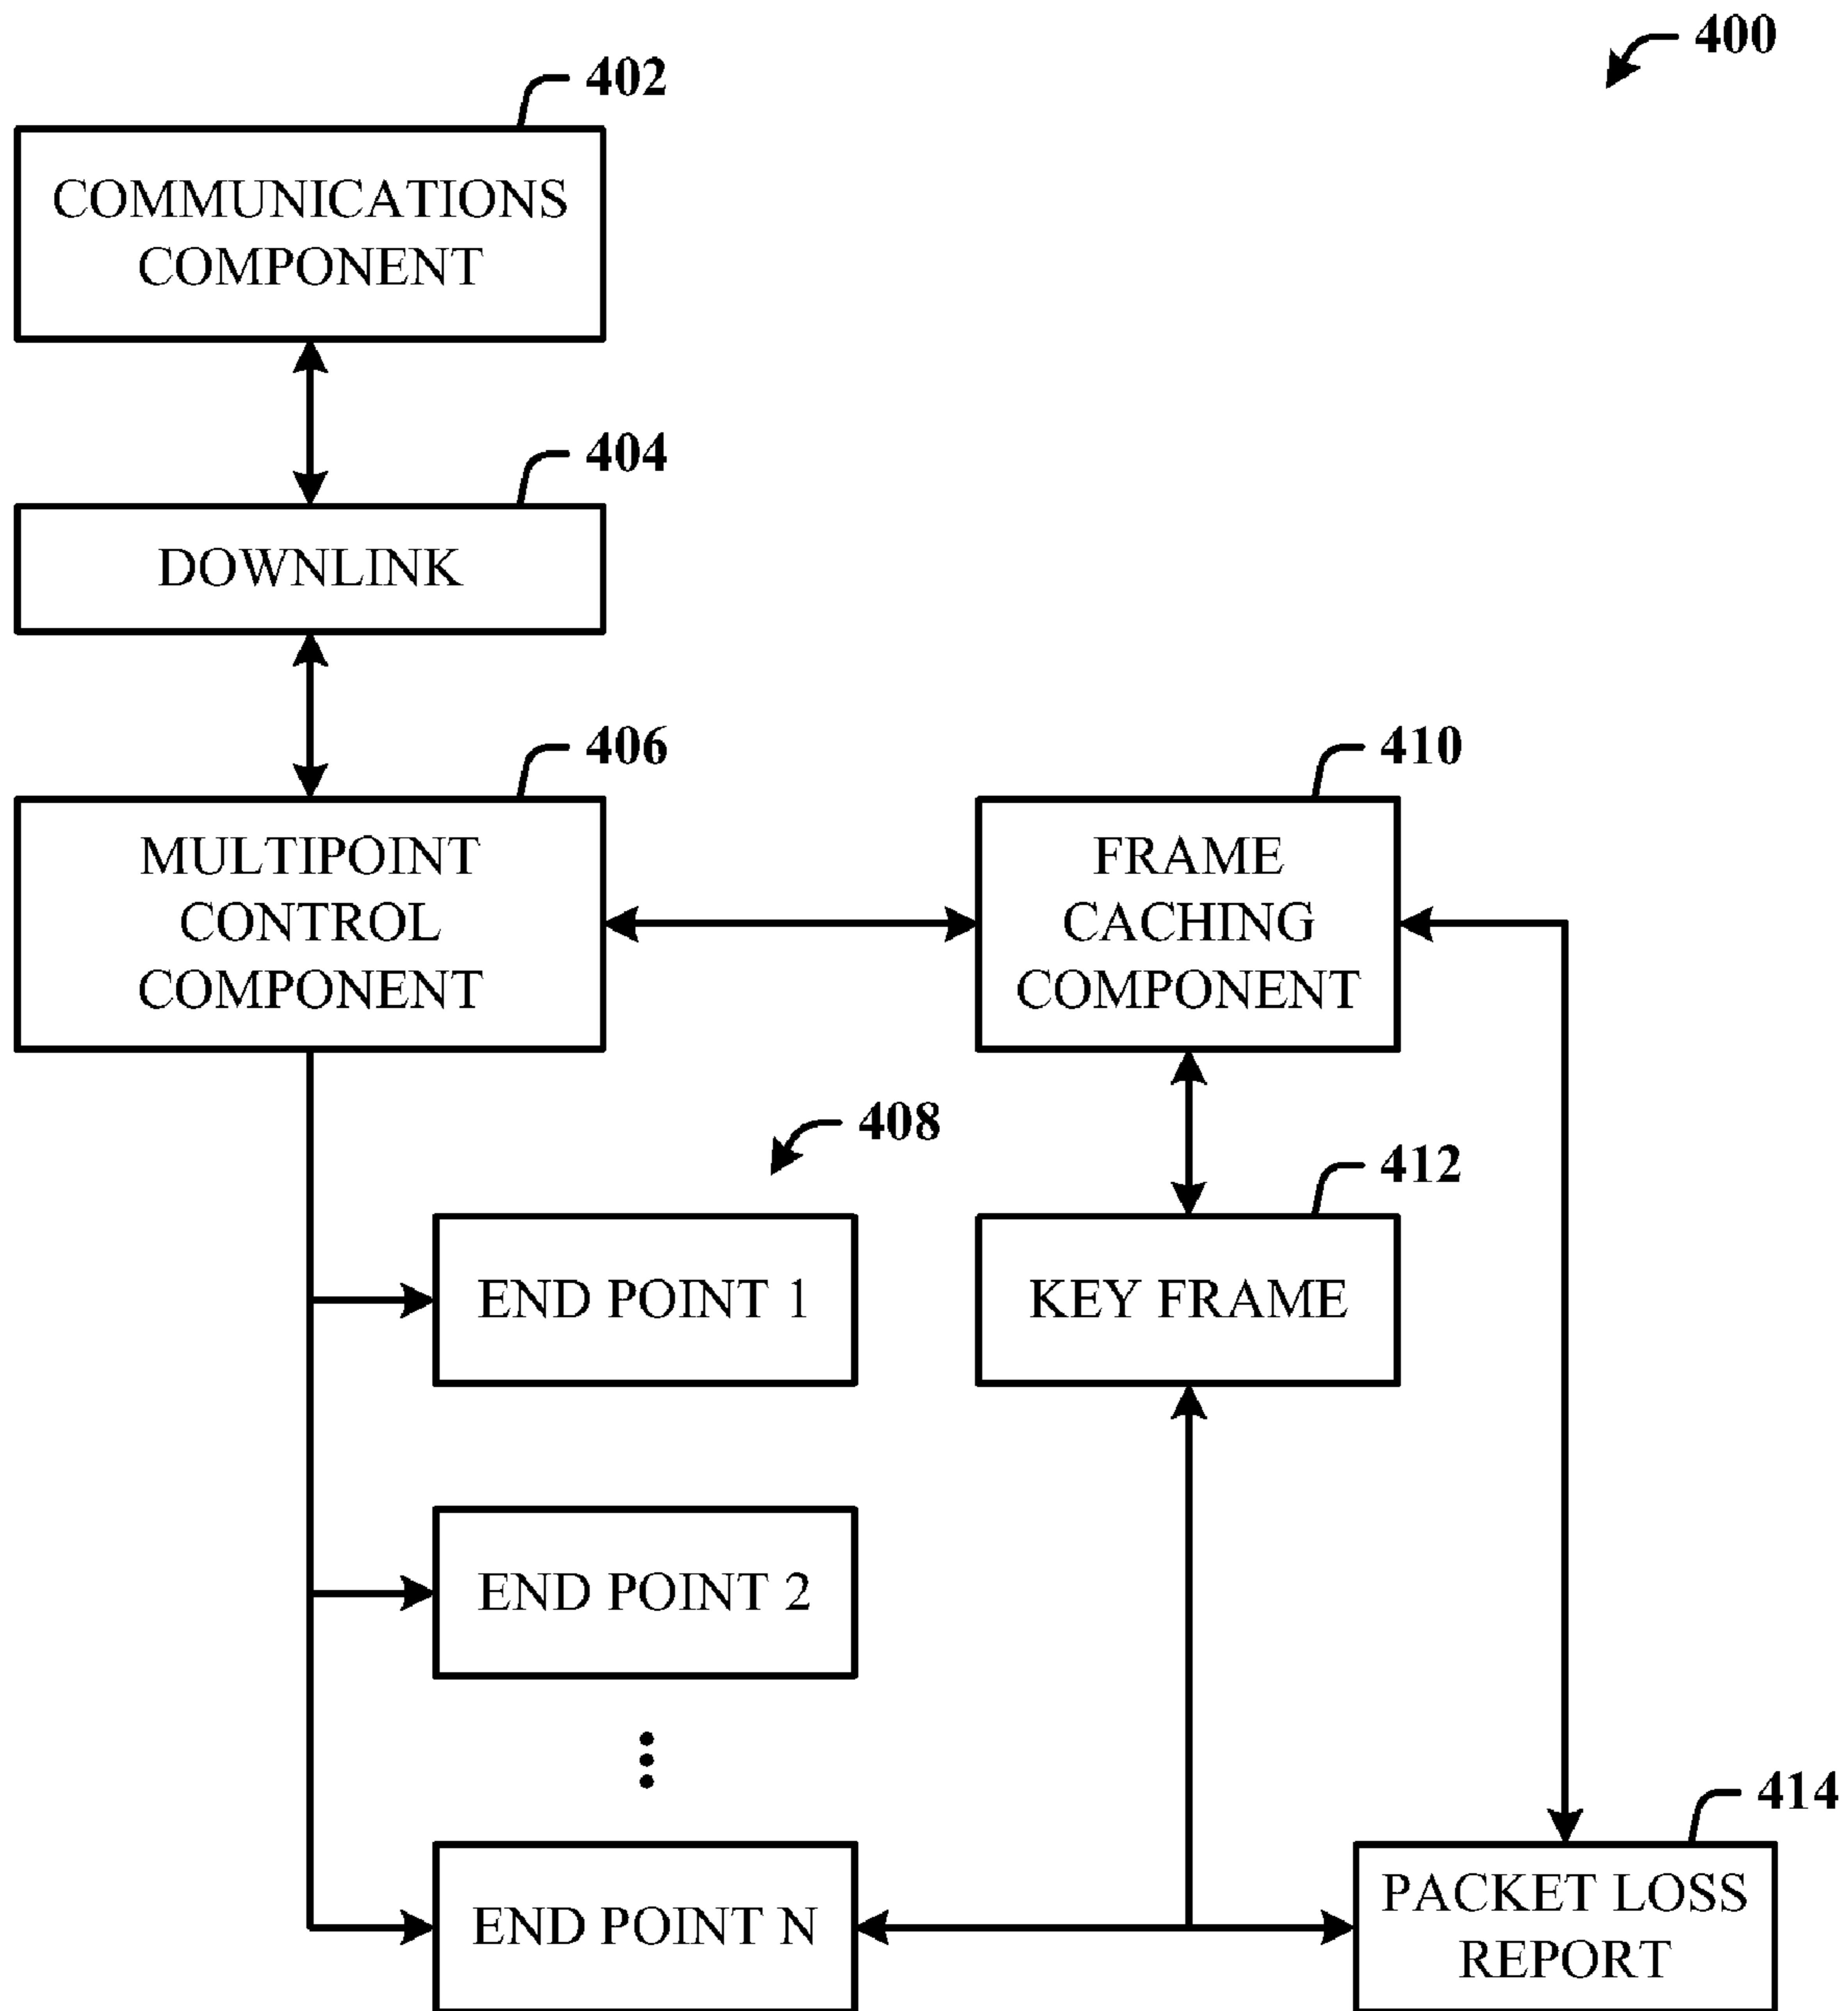 400
402
COMMUNICATIONS
COMPONENT
404
DOWNLINK
406
MULTIPOINT
CONTROL
COMPONENT
410
FRAME
CACHING
COMPONENT
408
412
END POINT 1
KEY FRAME
END POINT 2
414
END POINT N
PACKET LOSS
REPORT